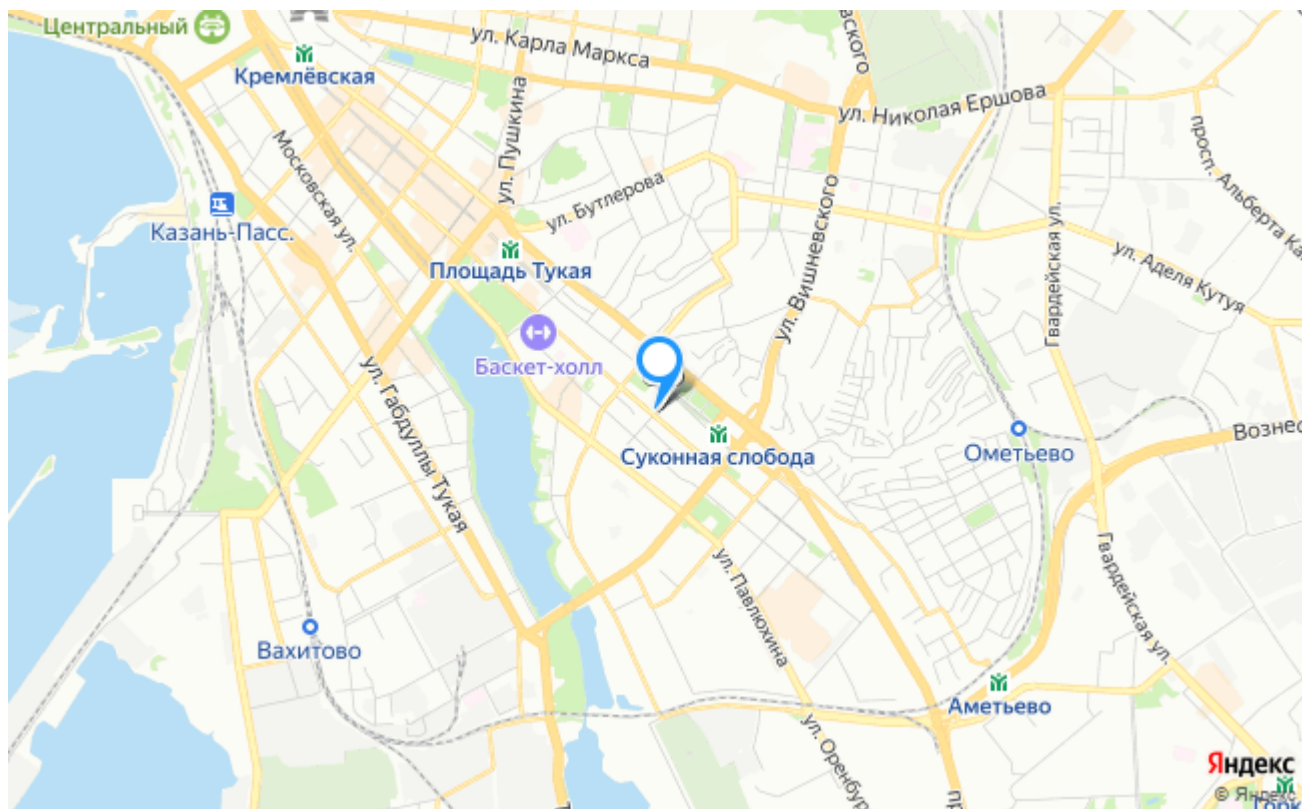 Центральный
ул. Карла Маркса
Кремлёвская
вского
ул. Николая Ершова
ул. Пушкина
Московская ул.
просп. Альберта Ка
ул. Бутлерова
Казань-Пасс.
ул. Вишневского
Гвардейская ул.
ул. Аделя Кутуя
Площадь Тукая
Баскет-холл
ул. Габдуллы Тукая
Суконная слобода
Ометьево
Вознес
ул. Павлюхина
Гвардейская ул.
Вахитово
Аметьево
ул. Оренбур
Яндекс
© Яндекс